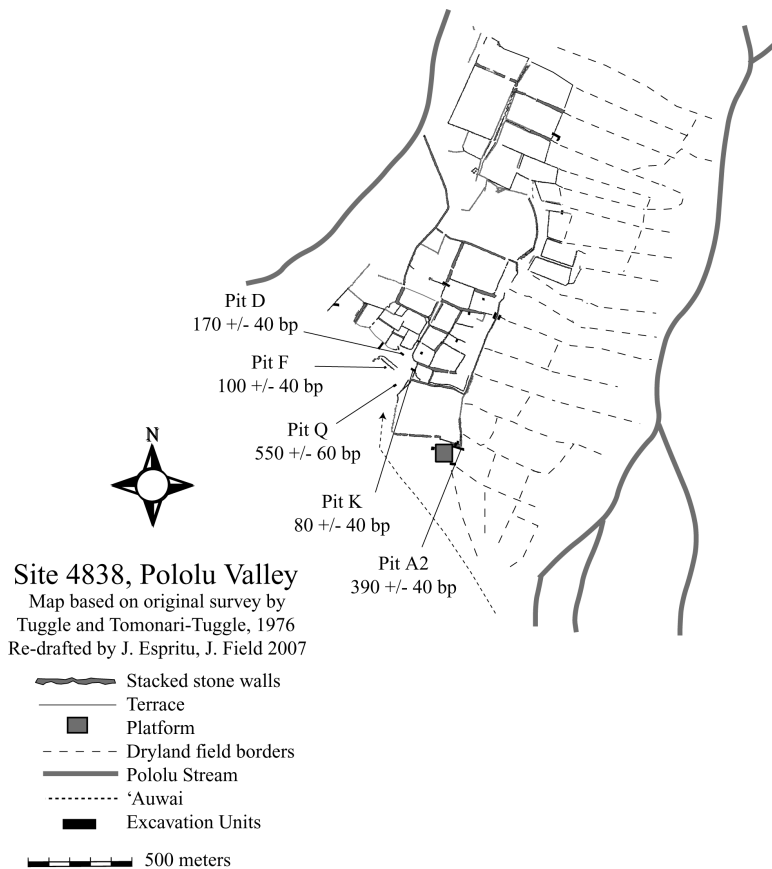 Pit D
170 +/- 40 bp
Pit F
100 +/- 40 bp
Pit Q
550 +/- 60 bp
Pit K
80 +/- 40 bp
Pit A2
390 +/- 40 bp
N
Site 4838, Pololu Valley
Map based on original survey by
Tuggle and Tomonari-Tuggle, 1976
Re-drafted by J. Espritu, J. Field 2007
Stacked stone walls
Terrace
Platform
Dryland field borders
Pololu Stream
‘Auwai
Excavation Units
500 meters